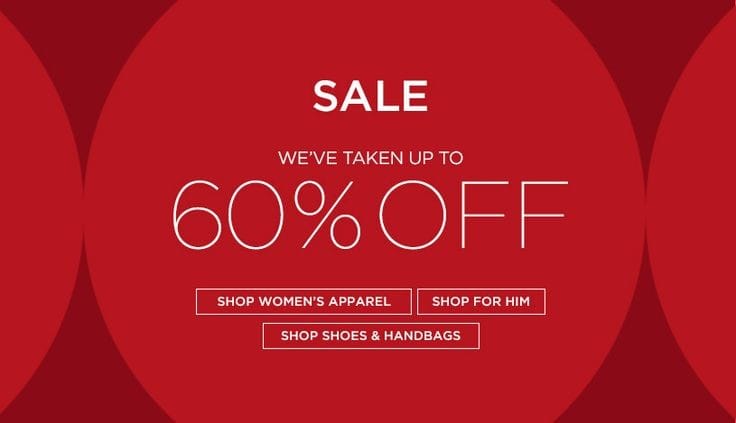 SALE
WE'VE TAKEN UP TO
60% OFF
SHOP WOMEN'S APPAREL
SHOP FOR HIM
SHOP SHOES & HANDBAGS